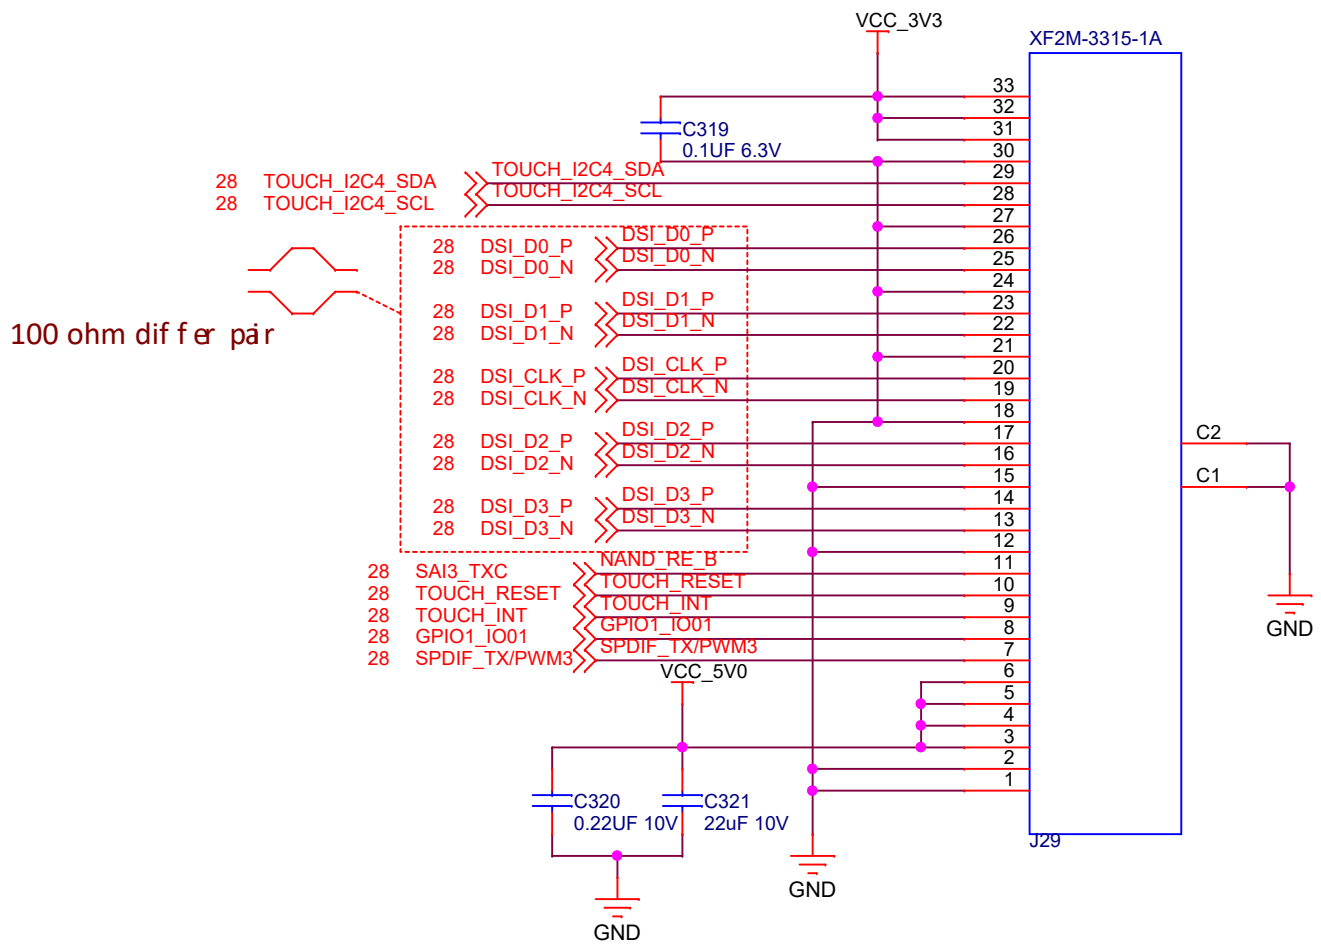 VCC_3V3
XF2M-3315-1A
33
32
C319
31
0.1UF 6.3V
30
TOUCH_I2C4_SDA
29
28 TOUCH_I2C4_SDA
TOUCH_I2C4_SCL
28
28 TOUCH_I2C4_SCL
27
DSI_D0_P
26
28 DSI_D0_P
DSI_D0_N
25
28 DSI_D0_N
24
DSI_D1_P
23
28 DSI_D1_P
DSI_D1_N
22
28 DSI_D1_N
100 ohm differ pair
21
DSI_CLK_P
20
28 DSI_CLK_P
DSI_CLK_N
19
28 DSI_CLK_N
18
DSI_D2_P
17
C2
28 DSI_D2_P
DSI_D2_N
16
28 DSI_D2_N
15
C1
DSI_D3_P
14
28 DSI_D3_P
DSI_D3_N
13
28 DSI_D3_N
12
NAND_RE_B
11
28 SAI3_TXC
TOUCH_RESET
10
28 TOUCH_RESET
TOUCH_INT
9
28 TOUCH_INT
GPIO1_IO01
8
28 GPIO1_IO01
GND
SPDIF_TX/PWM3
7
28 SPDIF_TX/PWM3
VCC_5V0
6
5
4
3
2
1
C320
0.22UF 10V
C321
22uF 10V
J29
GND
GND